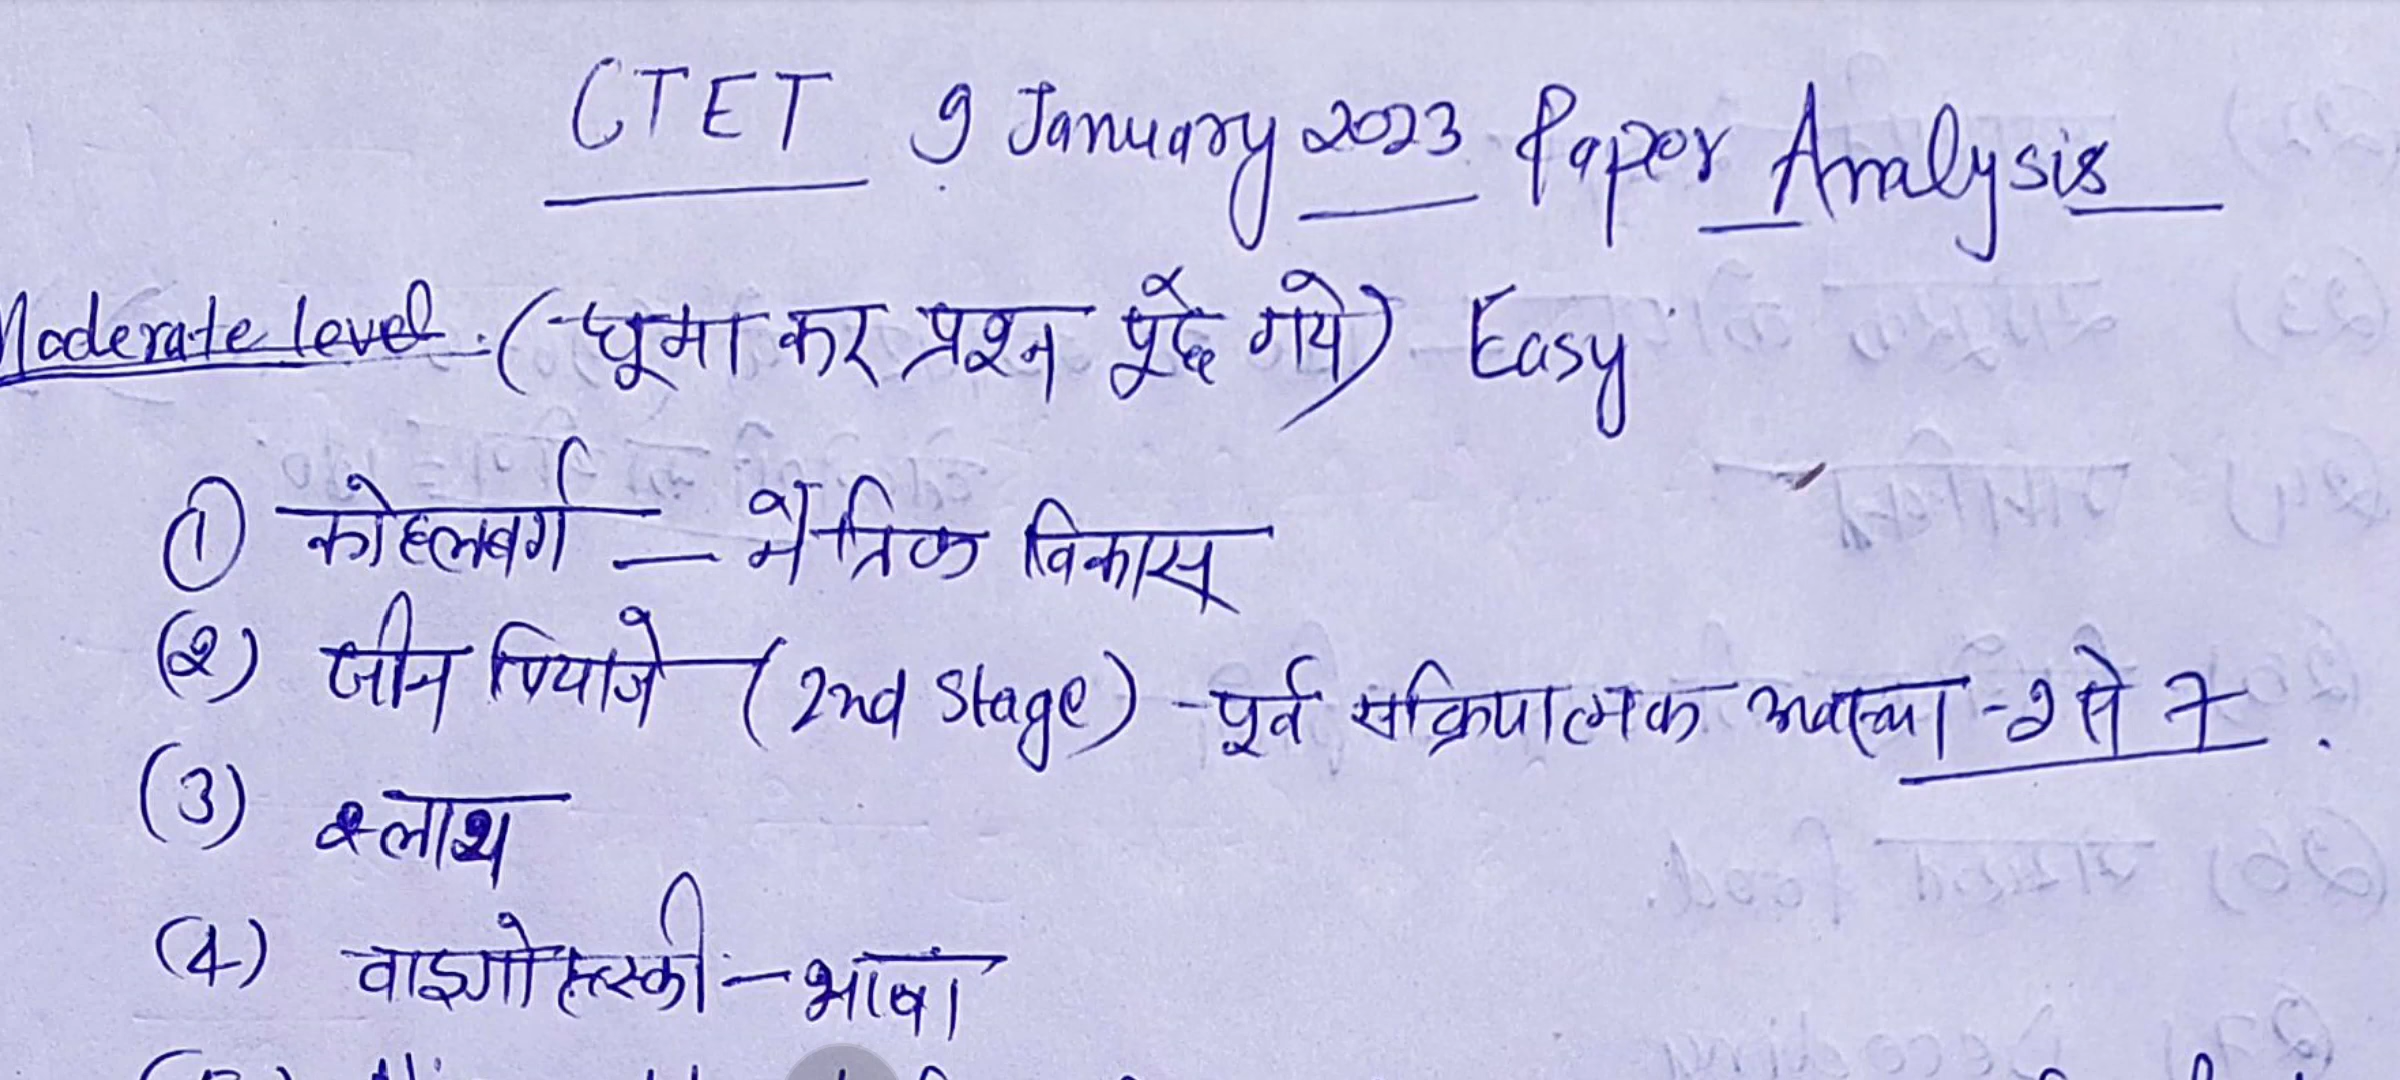 CTET 9 January 2023 Paper Analysis
Moderate level. (घूमा कर प्रश्न पूछे गये) Easy
① कोहलबर्ग — नैतिक विकास
(2) जीन पियाजे (2nd Stage) - पूर्व सक्रियात्मक अवस्था - 2 से 7.
(3)
(4) वाइगोत्स्की - भाषा